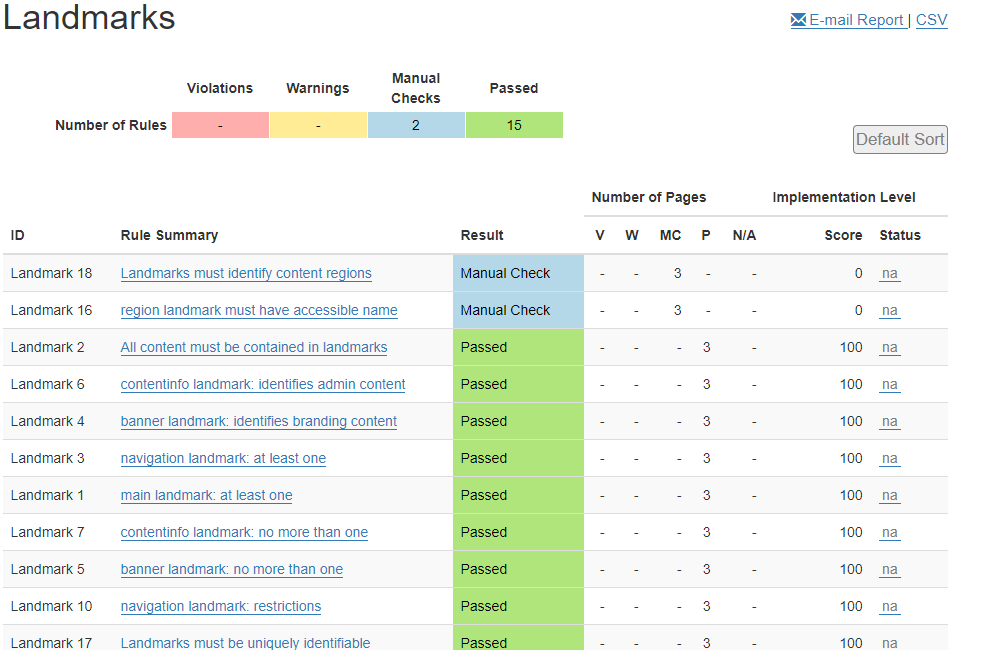 Landmarks
E-mail Report | CSV
Violations Warnings Manual Checks Passed
Number of Rules - - 2 15
Default Sort
Number of Pages Implementation Level
ID Rule Summary Result V W MC P N/A Score Status
Landmark 18 Landmarks must identify content regions Manual Check - - 3 - - 0 na
Landmark 16 region landmark must have accessible name Manual Check - - 3 - - 0 na
Landmark 2 All content must be contained in landmarks Passed - - - 3 - 100 na
Landmark 6 contentinfo landmark: identifies admin content Passed - - - 3 - 100 na
Landmark 4 banner landmark: identifies branding content Passed - - - 3 - 100 na
Landmark 3 navigation landmark: at least one Passed - - - 3 - 100 na
Landmark 1 main landmark: at least one Passed - - - 3 - 100 na
Landmark 7 contentinfo landmark: no more than one Passed - - - 3 - 100 na
Landmark 5 banner landmark: no more than one Passed - - - 3 - 100 na
Landmark 10 navigation landmark: restrictions Passed - - - 3 - 100 na
Landmark 17 Landmarks must be uniquely identifiable Passed - - - 3 - 100 na